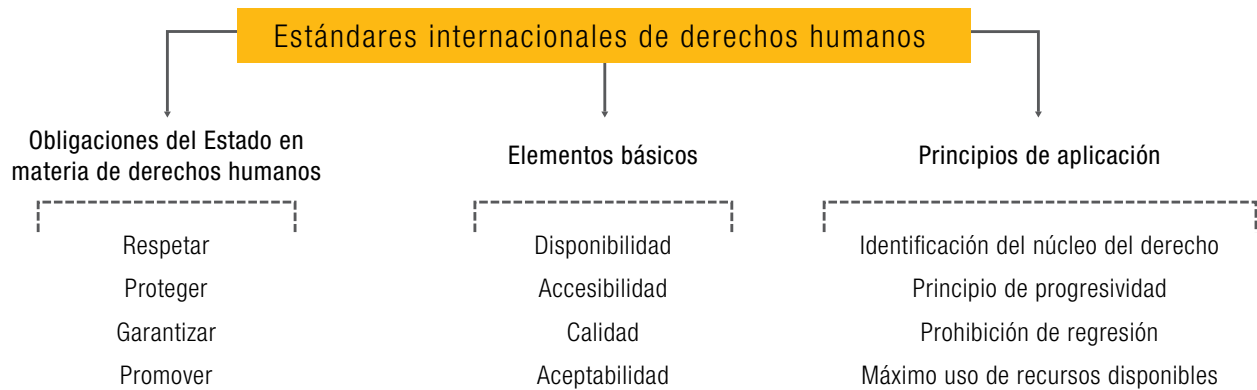 Estándares internacionales de derechos humanos
Obligaciones del Estado en
materia de derechos humanos
Respetar
Proteger
Garantizar
Promover
Elementos básicos
Disponibilidad
Accesibilidad
Calidad
Aceptabilidad
Principios de aplicación
Identificación del núcleo del derecho
Principio de progresividad
Prohibición de regresión
Máximo uso de recursos disponibles